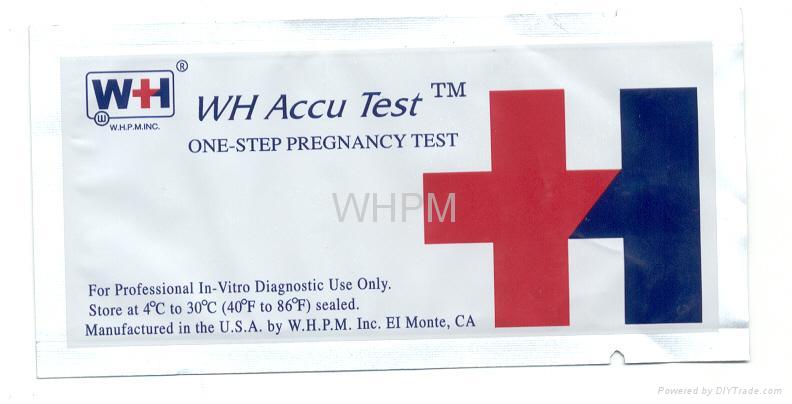 WH ®
W
W.H.P.M.INC.
WH Accu Test ™
ONE-STEP PREGNANCY TEST
WHPM
For Professional In-Vitro Diagnostic Use Only.
Store at 4°C to 30°C (40°F to 86°F) sealed.
Manufactured in the U.S.A. by W.H.P.M. Inc. EI Monte, CA
Powered by DIYTrade.com